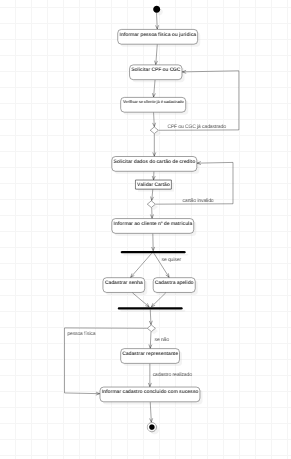 Informar pessoa física ou jurídica
Solicitar CPF ou CGC
Verificar se cliente já é cadastrado
CPF ou CGC já cadastrado
Solicitar dados do cartão de credito
Validar Cartão
cartão invalido
Informar ao cliente nº de matricula
se quiser
Cadastrar senha
Cadastra apelido
pessoa física
se não
Cadastrar representante
cadastro realizado
Informar Cadastro concluido com sucesso